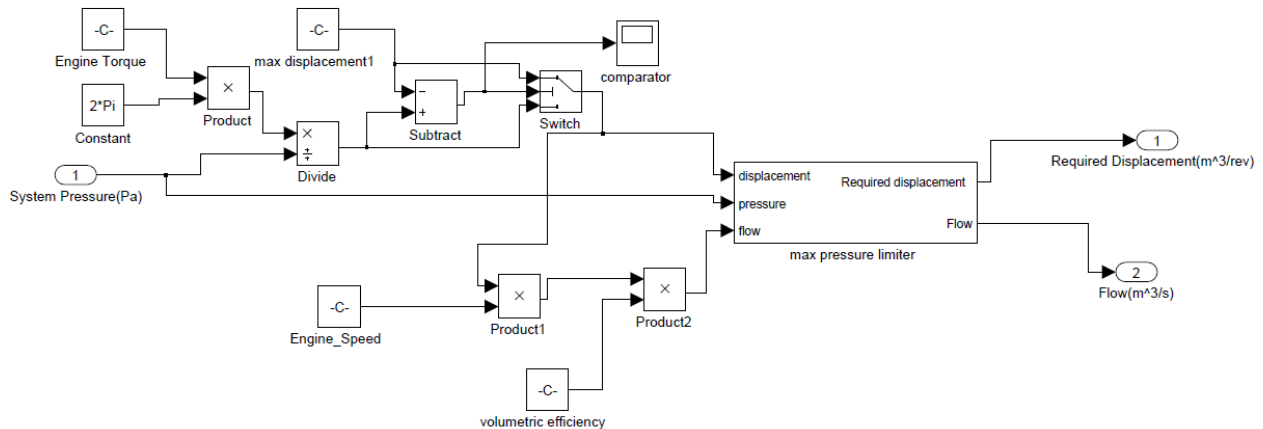 -C-
Engine Torque
-C-
max displacement1
comparator
2*Pi
Constant
×
Product
×
÷
Divide
−
+
Subtract
Switch
1
System Pressure(Pa)
displacement
pressure
flow
Required displacement
Flow
max pressure limiter
1
Required Displacement(m^3/rev)
2
Flow(m^3/s)
-C-
Engine_Speed
×
Product1
×
Product2
-C-
volumetric efficiency